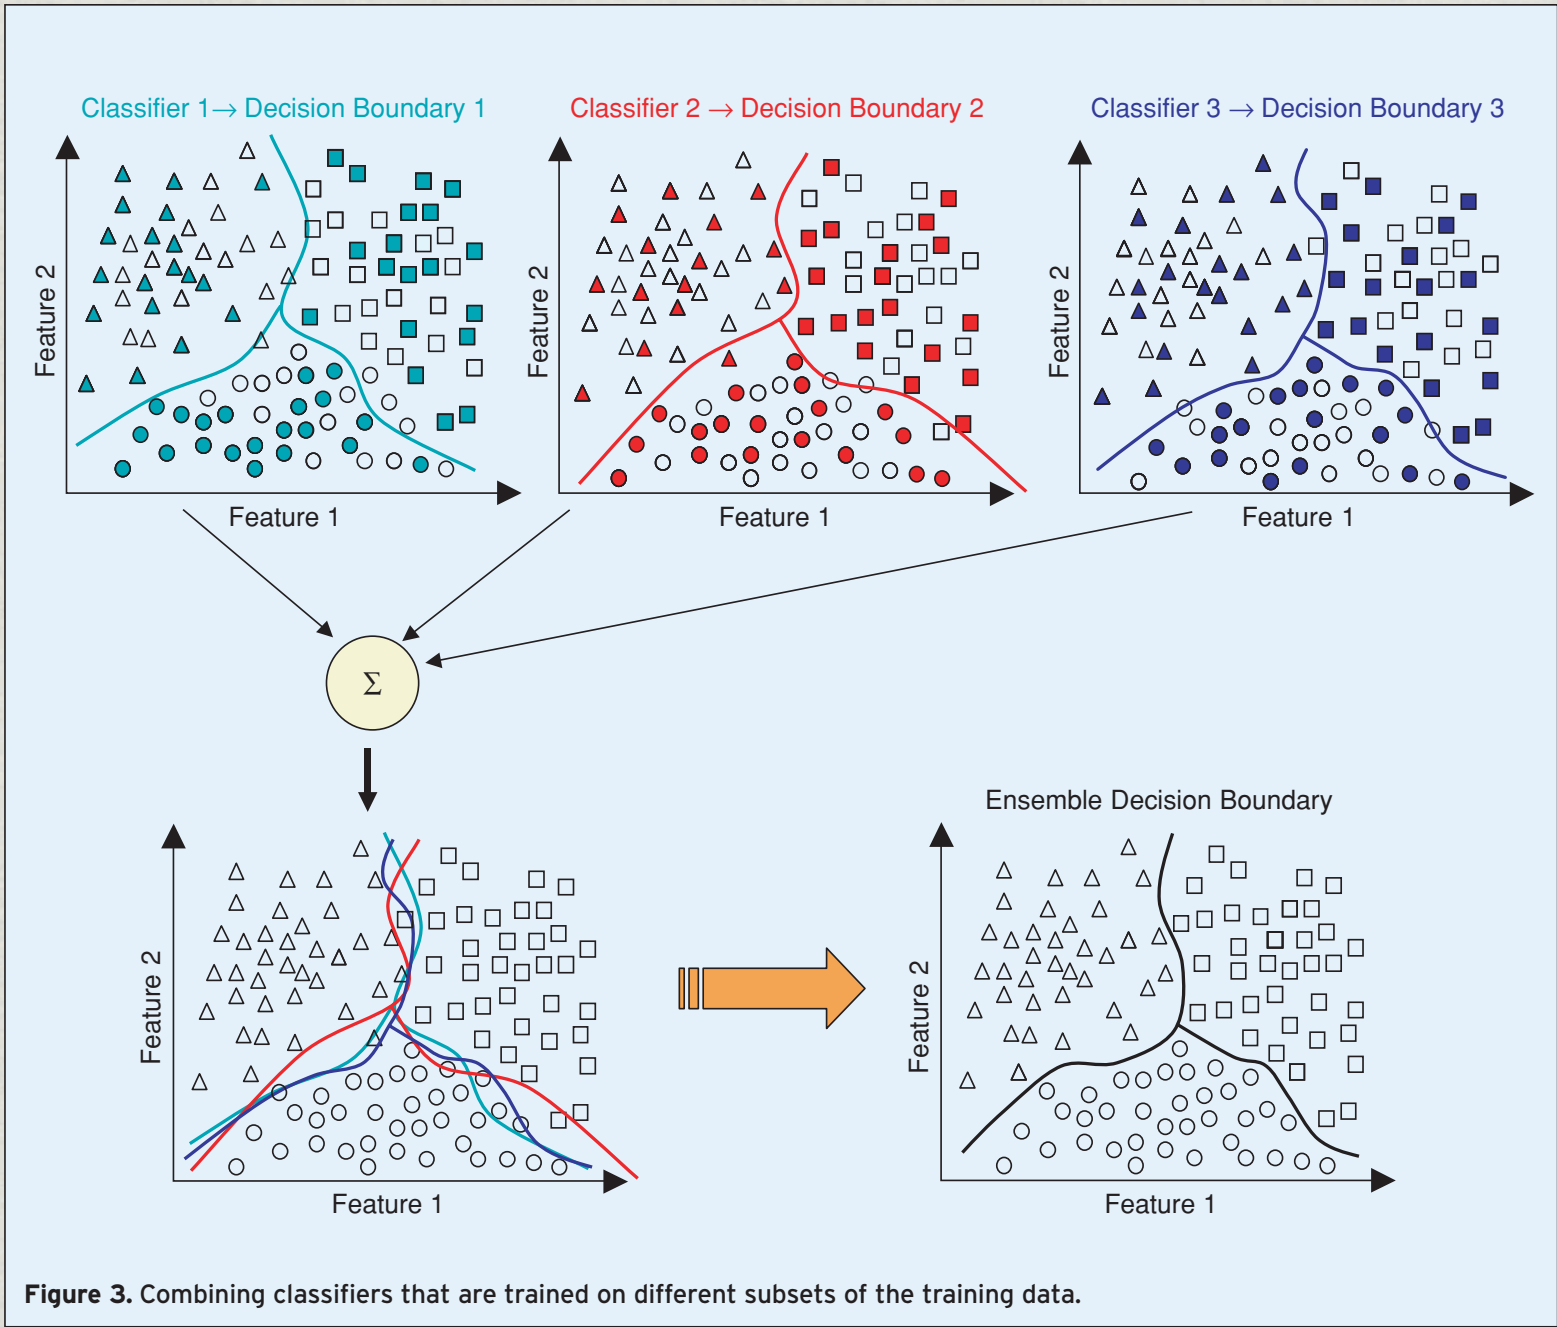 Classifier 1→ Decision Boundary 1
Classifier 2 → Decision Boundary 2
Classifier 3 → Decision Boundary 3
Feature 2
Feature 1
Feature 2
Feature 1
Feature 2
Feature 1
Σ
Ensemble Decision Boundary
Feature 2
Feature 1
Feature 2
Feature 1
Figure 3. Combining classifiers that are trained on different subsets of the training data.